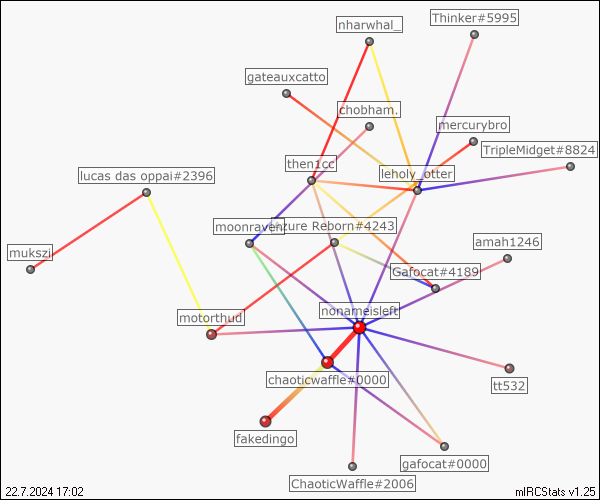 Thinker#5995
nharwhal_
gateauxcatto
chobham.
mercurybro
TripleMidget#8824
then1cc
leholy_otter
lucas das oppai#2396
moonraven
zure Reborn#4243
amah1246
mukszi
Gafocat#4189
nonameisleft
motorthud
chaoticwaffle#0000
tt532
fakedingo
gafocat#0000
ChaoticWaffle#2006
22.7.2024 17:02
mIRCStats v1.25